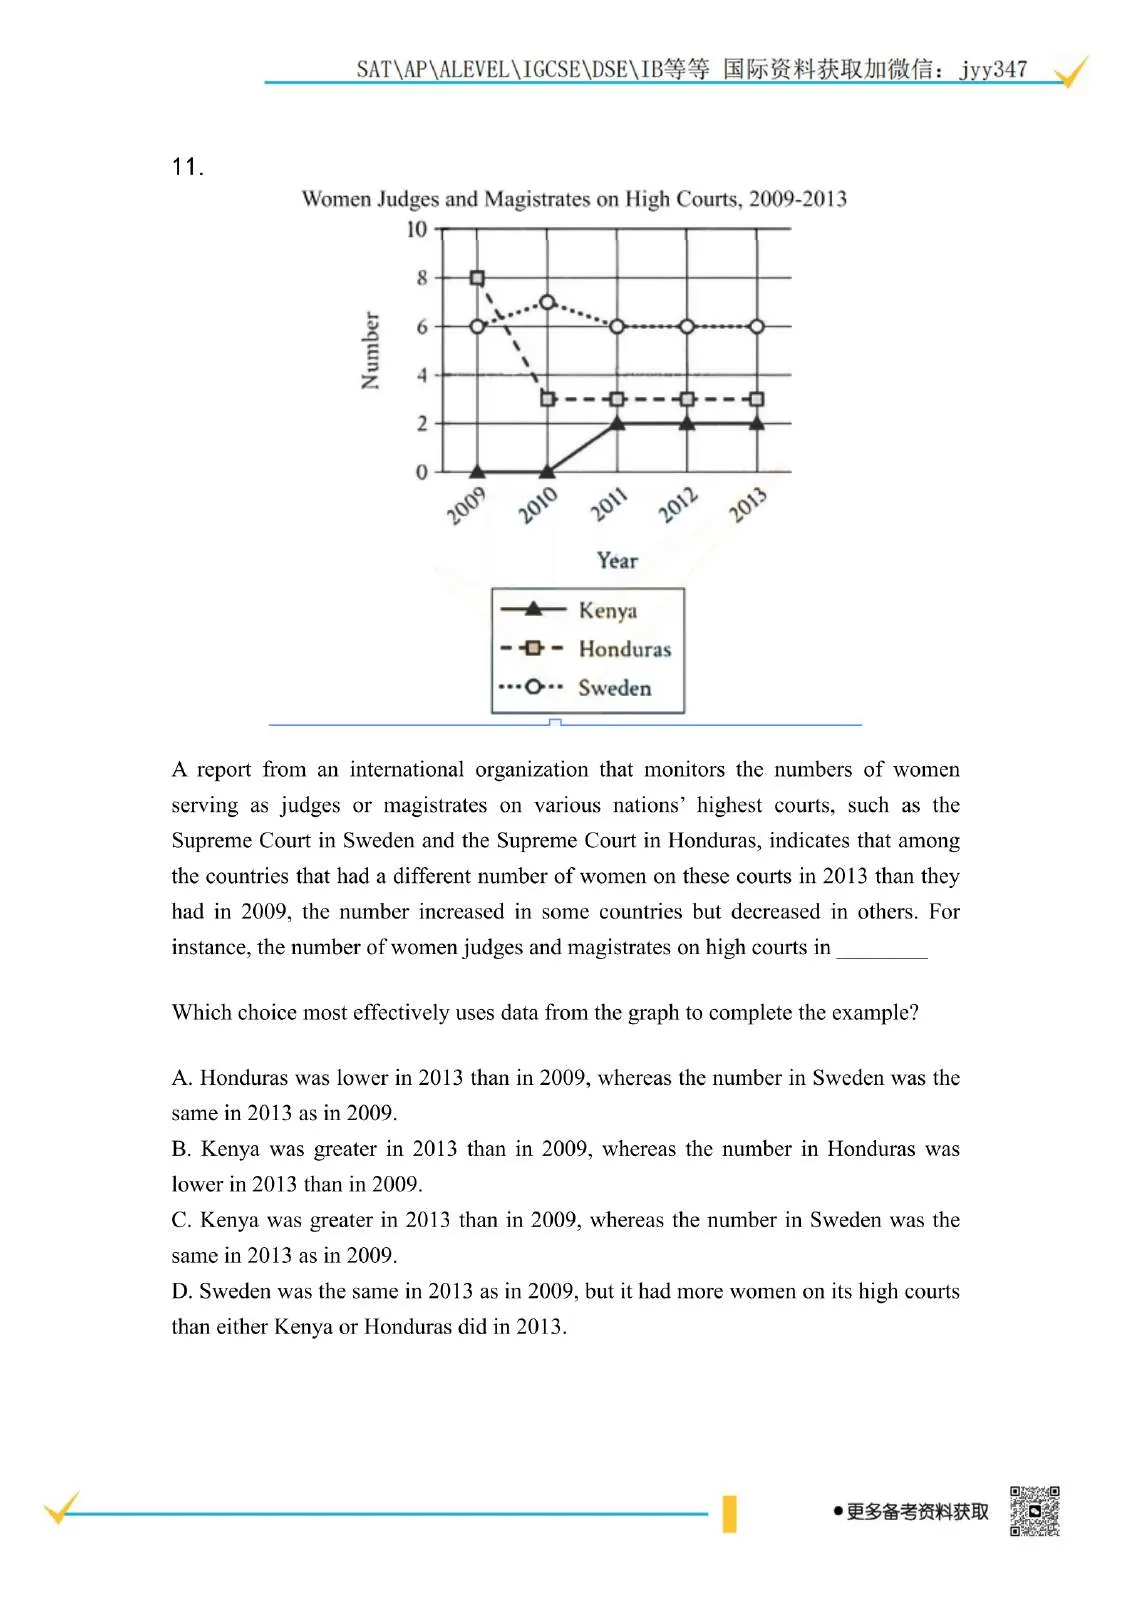 SAT\AP\ALEVEL\IGCSE\DSE\IB等等 国际资料获取加微信：jyy347
11.
Women Judges and Magistrates on High Courts, 2009-2013
10
8
6
4
2
0
Number
2009
2010
2011
2012
2013
Year
Kenya
Honduras
Sweden
A report from an international organization that monitors the numbers of women
serving as judges or magistrates on various nations’ highest courts, such as the
Supreme Court in Sweden and the Supreme Court in Honduras, indicates that among
the countries that had a different number of women on these courts in 2013 than they
had in 2009, the number increased in some countries but decreased in others. For
instance, the number of women judges and magistrates on high courts in ________
Which choice most effectively uses data from the graph to complete the example?
A. Honduras was lower in 2013 than in 2009, whereas the number in Sweden was the
same in 2013 as in 2009.
B. Kenya was greater in 2013 than in 2009, whereas the number in Honduras was
lower in 2013 than in 2009.
C. Kenya was greater in 2013 than in 2009, whereas the number in Sweden was the
same in 2013 as in 2009.
D. Sweden was the same in 2013 as in 2009, but it had more women on its high courts
than either Kenya or Honduras did in 2013.
●更多备考资料获取